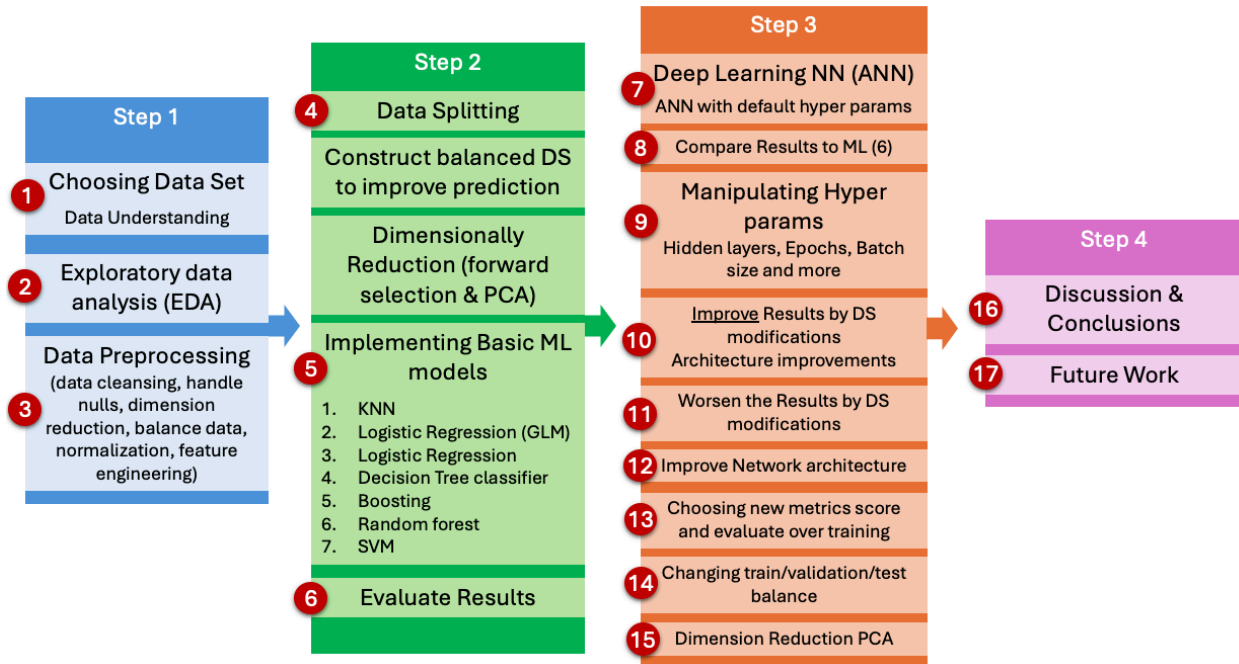 Step 1
1
Choosing Data Set
Data Understanding
2
Exploratory data
analysis (EDA)
3
Data Preprocessing
(data cleansing, handle
nulls, dimension
reduction, balance data,
normalization, feature
engineering)
Step 2
4
Data Splitting
Construct balanced DS
to improve prediction
Dimensionally
Reduction (forward
selection & PCA)
5
Implementing Basic ML
models
1. KNN
2. Logistic Regression (GLM)
3. Logistic Regression
4. Decision Tree classifier
5. Boosting
6. Random forest
7. SVM
6
Evaluate Results
Step 3
7
Deep Learning NN (ANN)
ANN with default hyper params
8
Compare Results to ML (6)
9
Manipulating Hyper
params
Hidden layers, Epochs, Batch
size and more
10
Improve Results by DS
modifications
Architecture improvements
11
Worsen the Results by DS
modifications
12
Improve Network architecture
13
Choosing new metrics score
and evaluate over training
14
Changing train/validation/test
balance
15
Dimension Reduction PCA
Step 4
16
Discussion &
Conclusions
17
Future Work